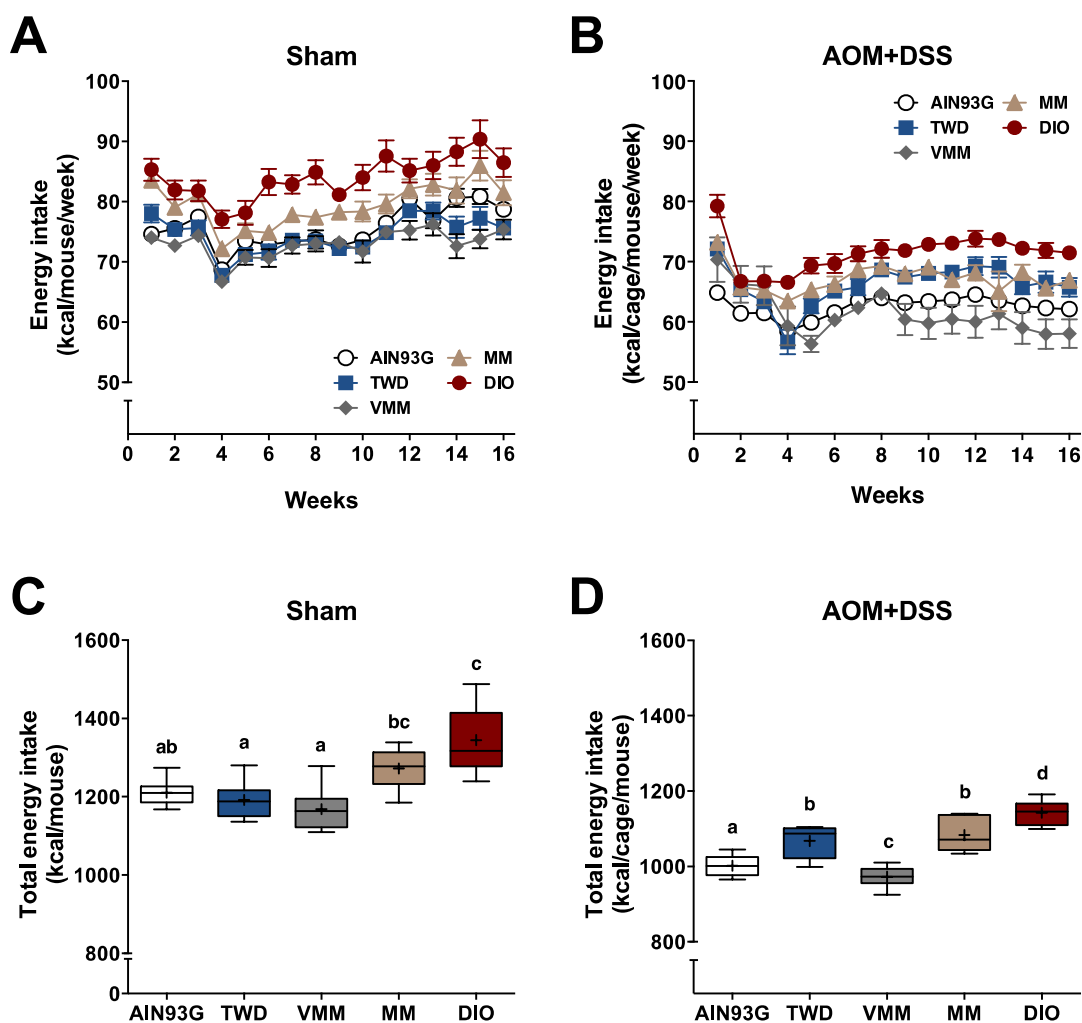 A
Sham
Energy intake
(kcal/mouse/week)
100
90
80
70
60
50
AIN93G
MM
TWD
DIO
VMM
0 2 4 6 8 10 12 14 16
Weeks
B
AOM+DSS
Energy intake
(kcal/cage/mouse/week)
100
90
80
70
60
50
AIN93G
MM
TWD
DIO
VMM
0 2 4 6 8 10 12 14 16
Weeks
C
Sham
Total energy intake
(kcal/mouse)
1600
1400
1200
1000
800
0
ab
a
a
bc
c
AIN93G TWD VMM MM DIO
D
AOM+DSS
Total energy intake
(kcal/cage/mouse)
1600
1400
1200
1000
800
a
b
c
b
d
AIN93G TWD VMM MM DIO